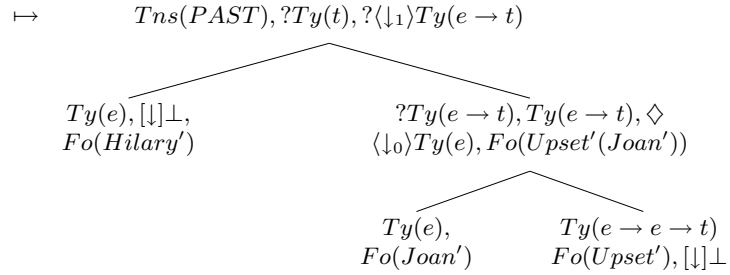 ↦ Tns(PAST), ?Ty(t), ?⟨↓₁⟩Ty(e → t)
Ty(e), [↓]⊥, ?Ty(e → t), Ty(e → t), ♢
Fo(Hilary′) ⟨↓₀⟩Ty(e), Fo(Upset′(Joan′))
Ty(e), Ty(e → e → t)
Fo(Joan′) Fo(Upset′), [↓]⊥